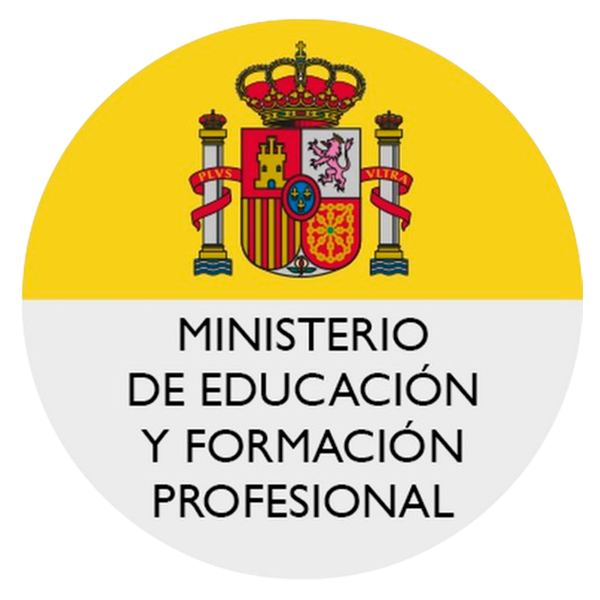 PLVS VLTRA
MINISTERIO
DE EDUCACIÓN
Y FORMACIÓN
PROFESIONAL